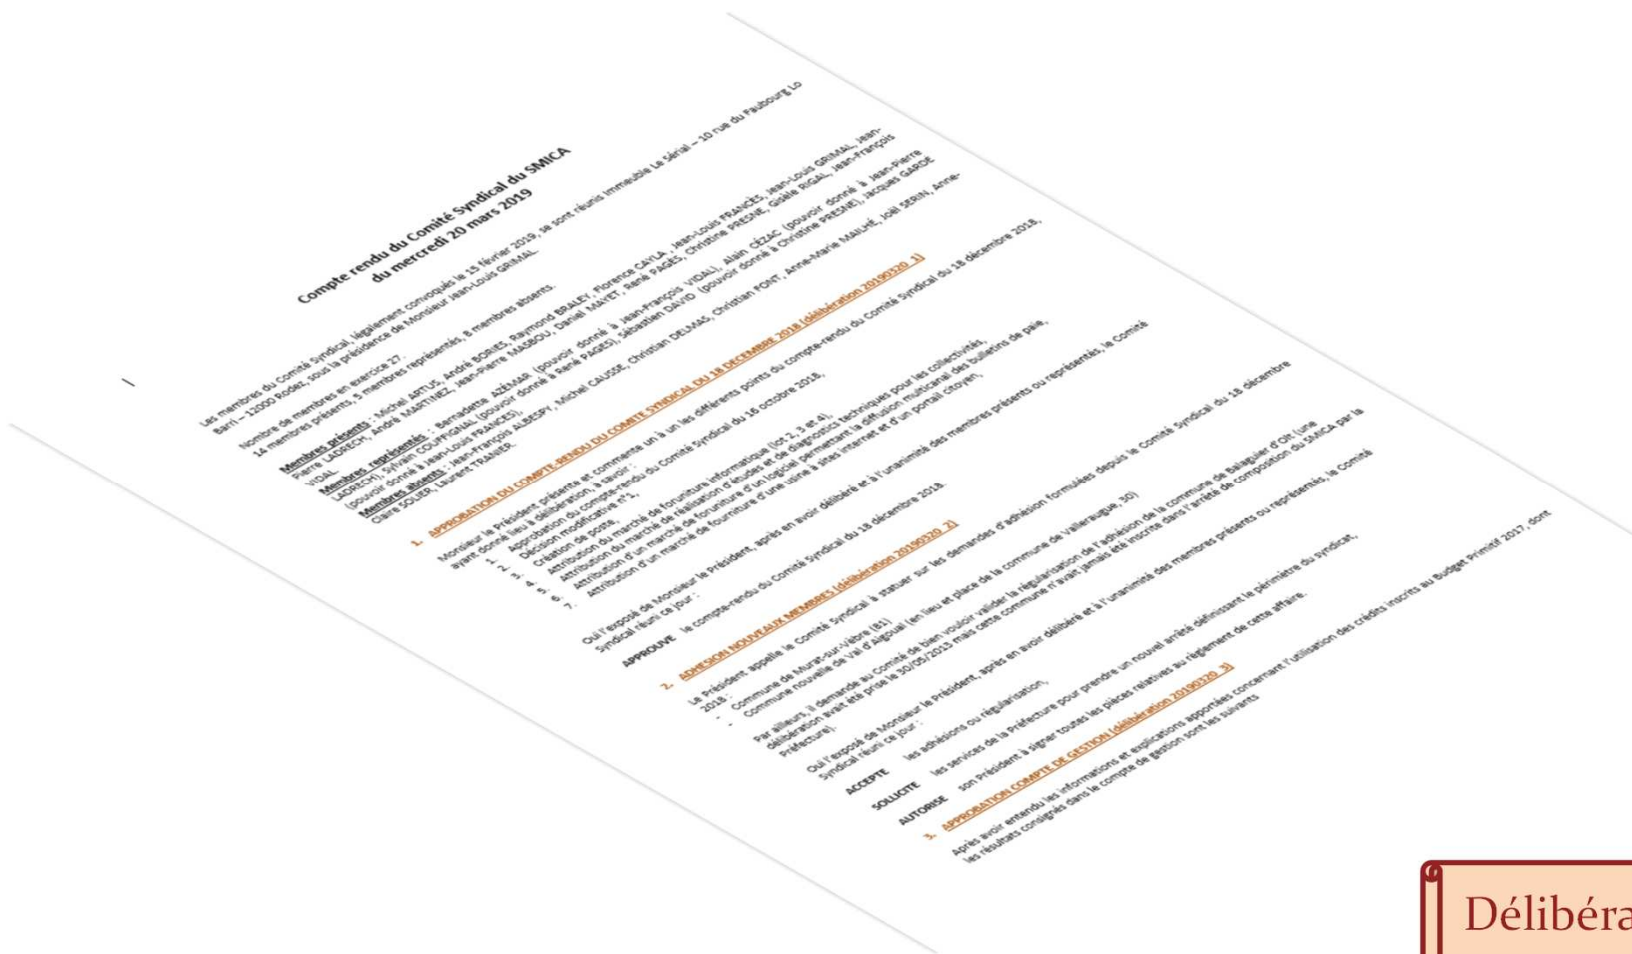 Compte rendu du Comité Syndical du SMICA
du mercredi 20 mars 2019
Les membres du Comité Syndical, légalement convoqués le 15 février 2019, se sont réunis Immeuble Le Sérial – 10 rue du Faubourg Lo
Barri – 12000 Rodez, sous la présidence de Monsieur Jean-Louis GRIMAL.
Nombre de membres en exercice 27.
14 membres présents, 5 membres représentés, 8 membres absents.
Membres présents : Michel ARTUS, André BORIES, Raymond BRALEY, Florence CAYLA, Jean-Louis FRANCÈS, Jean-Louis GRIMAL, Jean-
Pierre LADRECH, André MARTINEZ, Jean-Pierre MASBOU, Daniel MAYET, René PAGÈS, Christine PRESNE, Gisèle RIGAL, Jean-François
VIDAL.
Membres représentés : Bernadette AZÉMAR (pouvoir donné à Jean-François VIDAL), Alain CÉZAC (pouvoir donné à Jean-Pierre
LADRECH), Sylvain COUFFIGNAL (pouvoir donné à René PAGES), Sébastien DAVID (pouvoir donné à Christine PRESNE), Jacques GARDE
(pouvoir donné à Jean-Louis FRANCES).
Membres absents : Jean-François ALBESPY, Michel CAUSSE, Christian DELMAS, Christian FONT, Anne-Marie MAILHÉ, Joël SERIN, Anne-
Claire SOLIER, Laurent TRANIER.
1. APPROBATION DU COMPTE-RENDU DU COMITE SYNDICAL DU 18 DECEMBRE 2018 (délibération 20190320_1)
Monsieur le Président présente et commente un à un les différents points du compte-rendu du Comité Syndical du 18 décembre 2018,
ayant donné lieu à délibération, à savoir :
1. Approbation du compte-rendu du Comité Syndical du 16 octobre 2018,
2. Décision modificative n°1,
3. Création de poste,
4. Attribution du marché de forunirture informatique (lot 2, 3 et 4),
5. Attribution du marché de réalisation d'études et de diagnostics techniques pour les collectivités,
6. Attribution d'un marché de forunirture d'un logiciel permettant la diffusion multicanal des bulletins de paie,
7. Attribution d'un marché de fourniture d'une usine à sites internet et d'un portail citoyen,
Ouï l'exposé de Monsieur le Président, après en avoir délibéré et à l'unanimité des membres présents ou représentés, le Comité
Syndical réuni ce jour :
APPROUVE le compte-rendu du Comité Syndical du 18 décembre 2018.
2. ADHESION NOUVEAUX MEMBRES (délibération 20190320_2)
Le Président appelle le Comité Syndical à statuer sur les demandes d'adhésion formulées depuis le Comité Syndical du 18 décembre
2018 :
- Commune de Murat-sur-Vèbre (81)
- Commune nouvelle de Val d'Aigoual (en lieu et place de la commune de Valleraugue, 30)
Par ailleurs, il demande au Comité de bien vouloir valider la régularisation de l'adhésion de la commune de Balaguier d'Olt (une
délibération avait été prise le 30/05/2013 mais cette commune n'avait jamais été inscrite dans l'arrêté de composition du SMICA par la
Préfecture).
Ouï l'exposé de Monsieur le Président, après en avoir délibéré et à l'unanimité des membres présents ou représentés, le Comité
Syndical réuni ce jour :
ACCEPTE les adhésions ou régularisation,
SOLLICITE les services de la Préfecture pour prendre un nouvel arrêté définissant le périmètre du syndicat,
AUTORISE son Président à signer toutes les pièces relatives au règlement de cette affaire.
3. APPROBATION COMPTE DE GESTION (délibération 20190320_3)
Après avoir entendu les informations et explications apportées concernant l'utilisation des crédits inscrits au Budget Primitif 2017, dont
les résultats consignés dans le compte de gestion sont les suivants
Délibéra